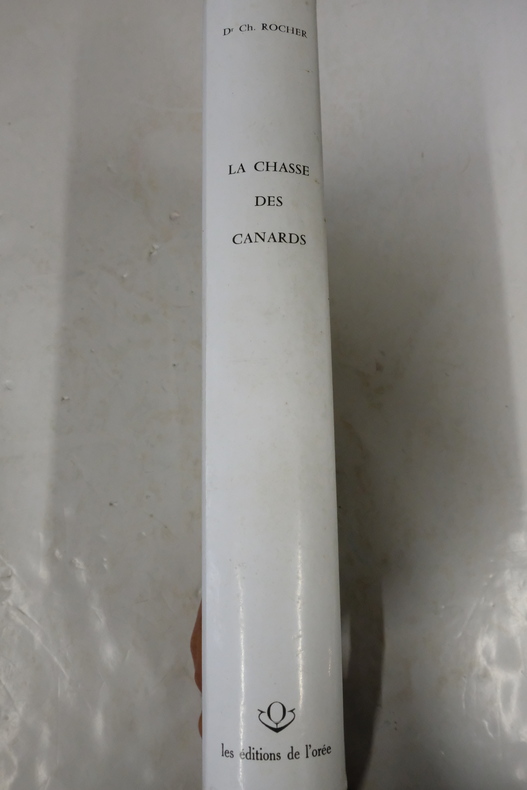 Dr Ch. ROCHER
LA CHASSE
DES
CANARDS
O
les éditions de l'orée